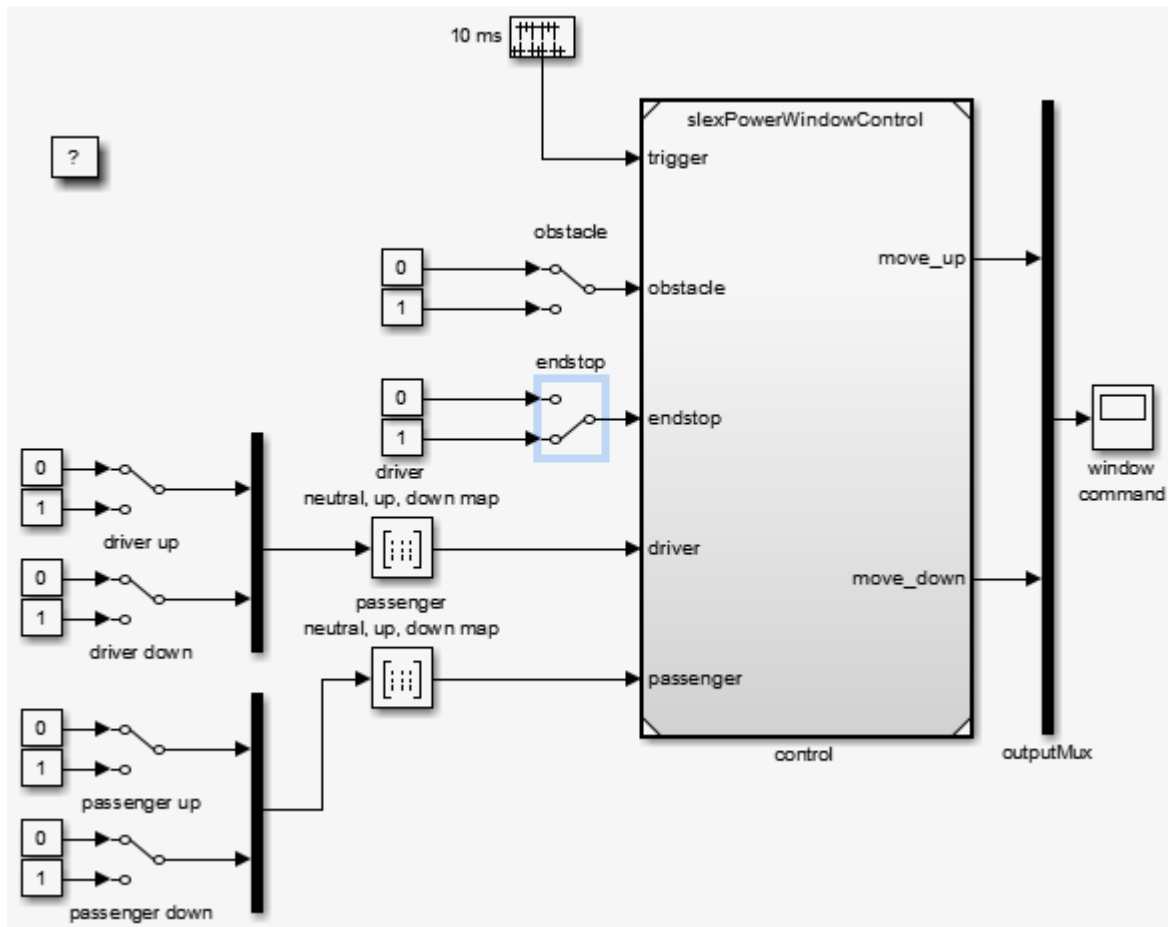 10 ms
slexPowerWindowControl
?
trigger
obstacle
0
1
obstacle
move_up
endstop
0
1
endstop
driver
neutral, up, down map
window
command
0
1
driver up
driver
move_down
0
1
driver down
passenger
neutral, up, down map
passenger
0
1
passenger up
control
outputMux
0
1
passenger down